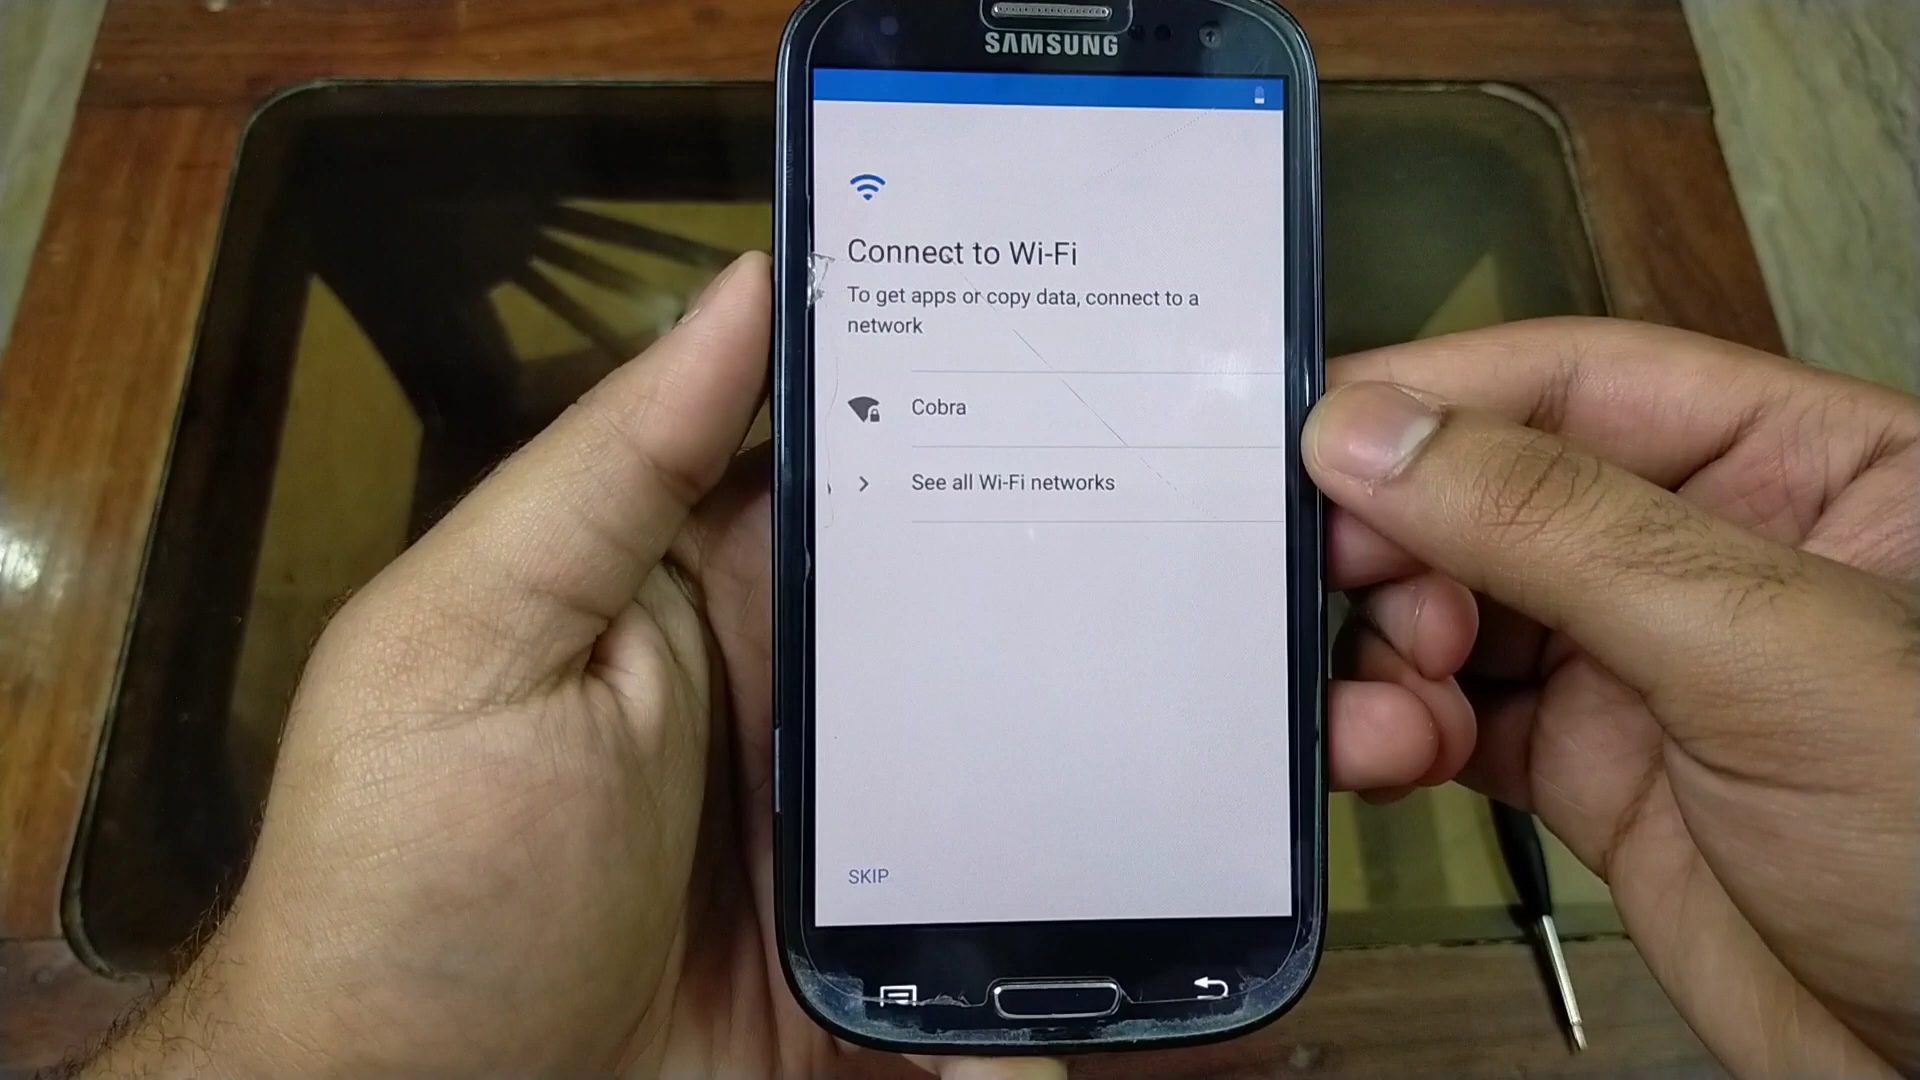 SAMSUNG
Connect to Wi-Fi
To get apps or copy data, connect to a
network
Cobra
See all Wi-Fi networks
SKIP